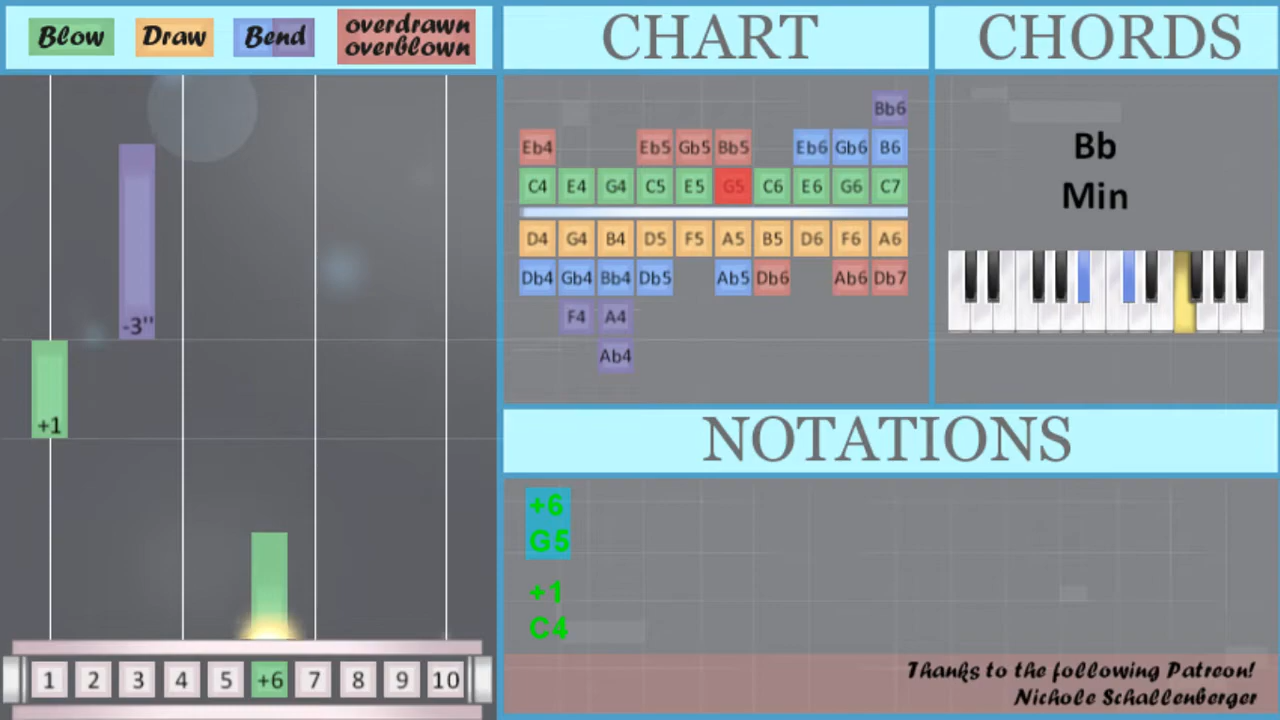 Blow Draw Bend overdrawn
overblown
CHART
CHORDS
Bb6
Eb4 Eb5 Gb5 Bb5 Eb6 Gb6 B6
C4 E4 G4 C5 E5 G5 C6 E6 G6 C7
D4 G4 B4 D5 F5 A5 B5 D6 F6 A6
Db4 Gb4 Bb4 Db5 Ab5 Db6 Ab6 Db7
F4 A4
Ab4
Bb
Min
-3''
+1
NOTATIONS
+6
G5
+1
C4
1 2 3 4 5 +6 7 8 9 10
Thanks to the following Patreon!
Nichole Schallenberger